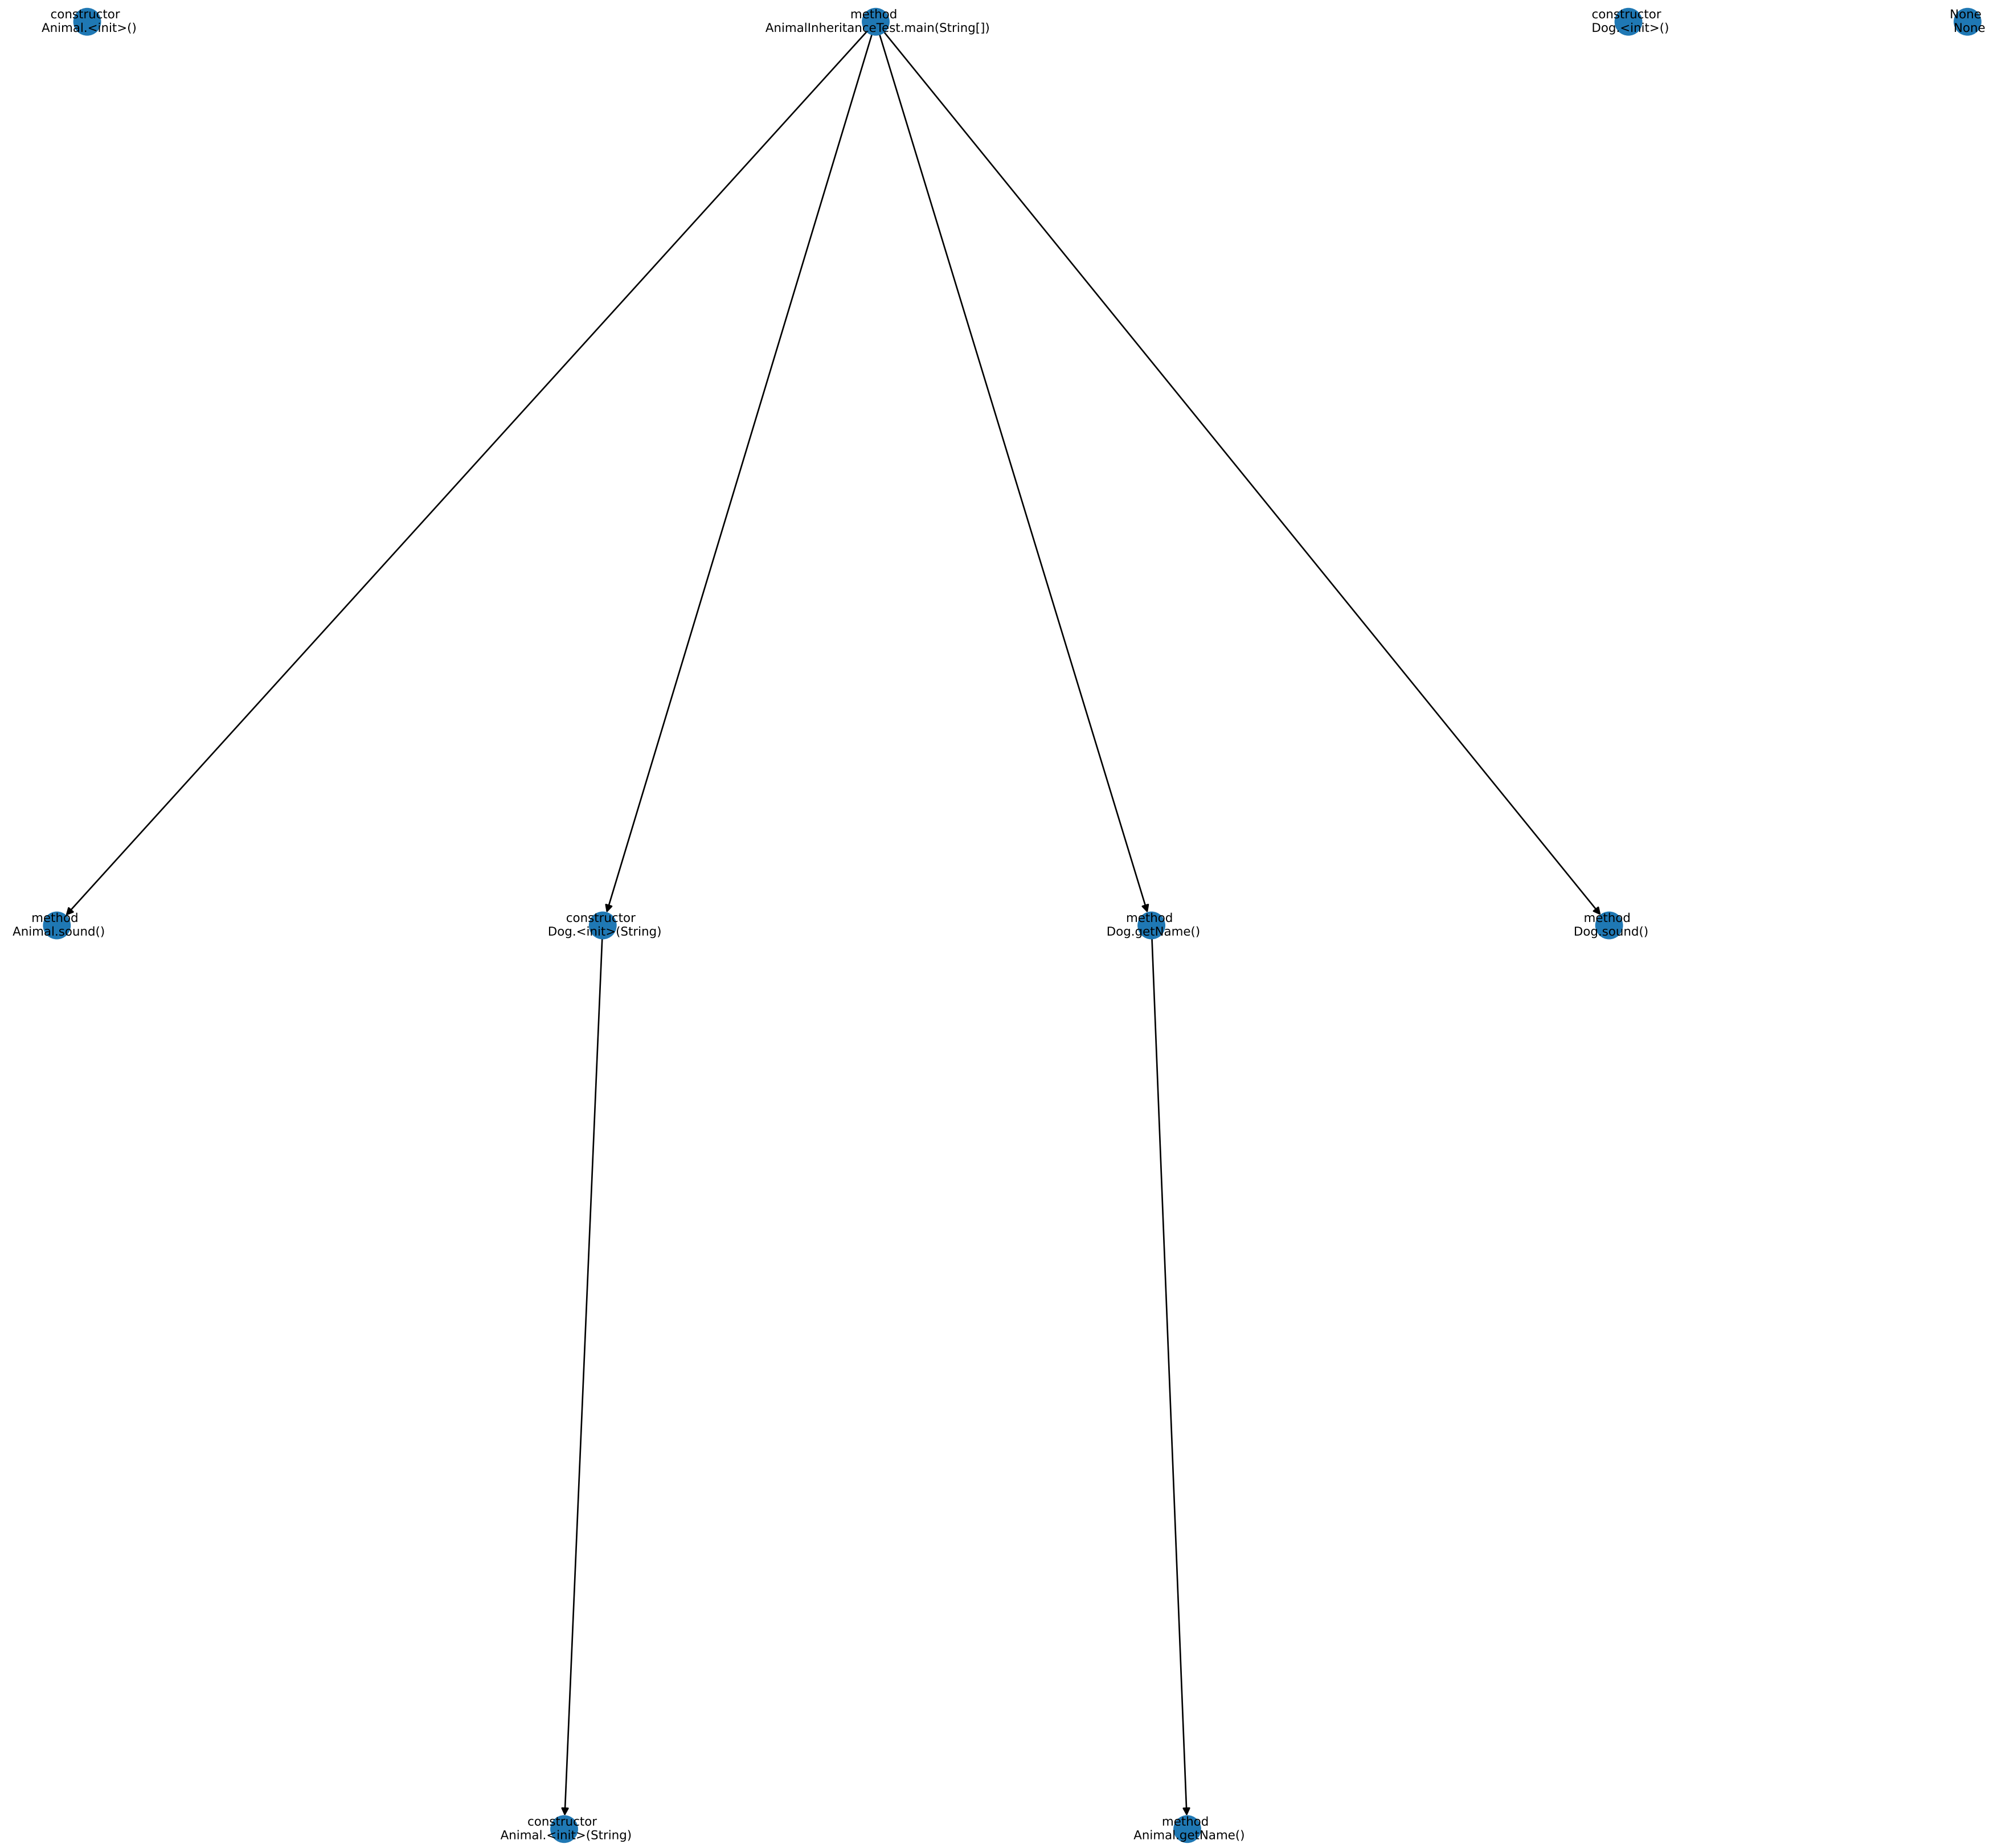 constructor
Animal.<init>()
method
AnimalInheritanceTest.main(String[])
constructor
Dog.<init>()
None
None
method
Animal.sound()
constructor
Dog.<init>(String)
method
Dog.getName()
method
Dog.sound()
constructor
Animal.<init>(String)
method
Animal.getName()